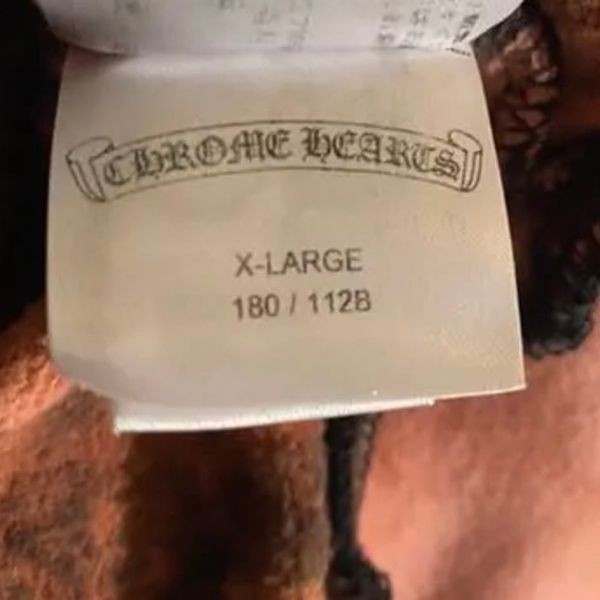 CHROME HEARTS
X-LARGE
180 / 112B